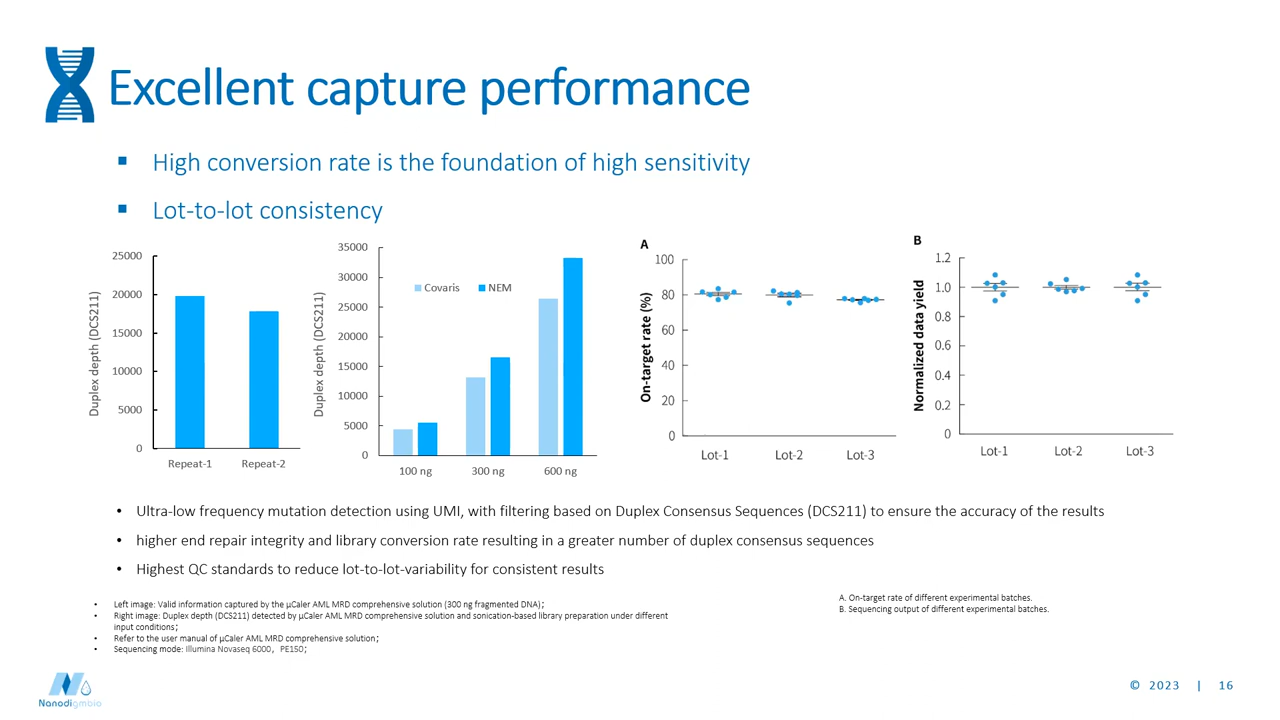 Excellent capture performance
▪ High conversion rate is the foundation of high sensitivity
▪ Lot-to-lot consistency
Duplex depth (DCS211)
25000
20000
15000
10000
5000
0
Repeat-1 Repeat-2
Duplex depth (DCS211)
35000
30000
25000
20000
15000
10000
5000
0
Covaris NEM
100 ng 300 ng 600 ng
A
On-target rate (%)
100
80
60
40
20
0
Lot-1 Lot-2 Lot-3
B
Normalized data yield
1.2
1.0
0.8
0.6
0.4
0.2
0
Lot-1 Lot-2 Lot-3
• Ultra-low frequency mutation detection using UMI, with filtering based on Duplex Consensus Sequences (DCS211) to ensure the accuracy of the results
• higher end repair integrity and library conversion rate resulting in a greater number of duplex consensus sequences
• Highest QC standards to reduce lot-to-lot-variability for consistent results
• Left image: Valid information captured by the μCaler AML MRD comprehensive solution (300 ng fragmented DNA)；
• Right image: Duplex depth (DCS211) detected by μCaler AML MRD comprehensive solution and sonication-based library preparation under different
input conditions；
• Refer to the user manual of μCaler AML MRD comprehensive solution；
• Sequencing mode: Illumina Novaseq 6000，PE150；
A. On-target rate of different experimental batches.
B. Sequencing output of different experimental batches.
Nanodigmbio
© 2023 | 16